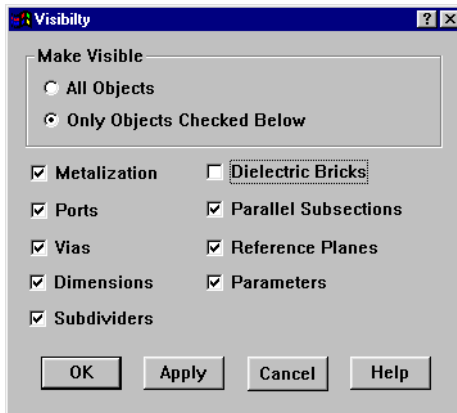 Visibilty
Make Visible
All Objects
Only Objects Checked Below
Metalization
Dielectric Bricks
Ports
Parallel Subsections
Vias
Reference Planes
Dimensions
Parameters
Subdividers
OK Apply Cancel Help